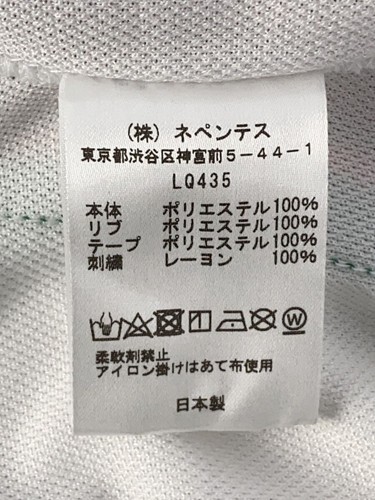 （株）ネペンテス
東京都渋谷区神宮前5-44-1
LQ435
本体 ポリエステル100%
リブ ポリエステル100%
テープ ポリエステル100%
刺繍 レーヨン 100%
W
柔軟剤禁止
アイロン掛けはあて布使用
日本製